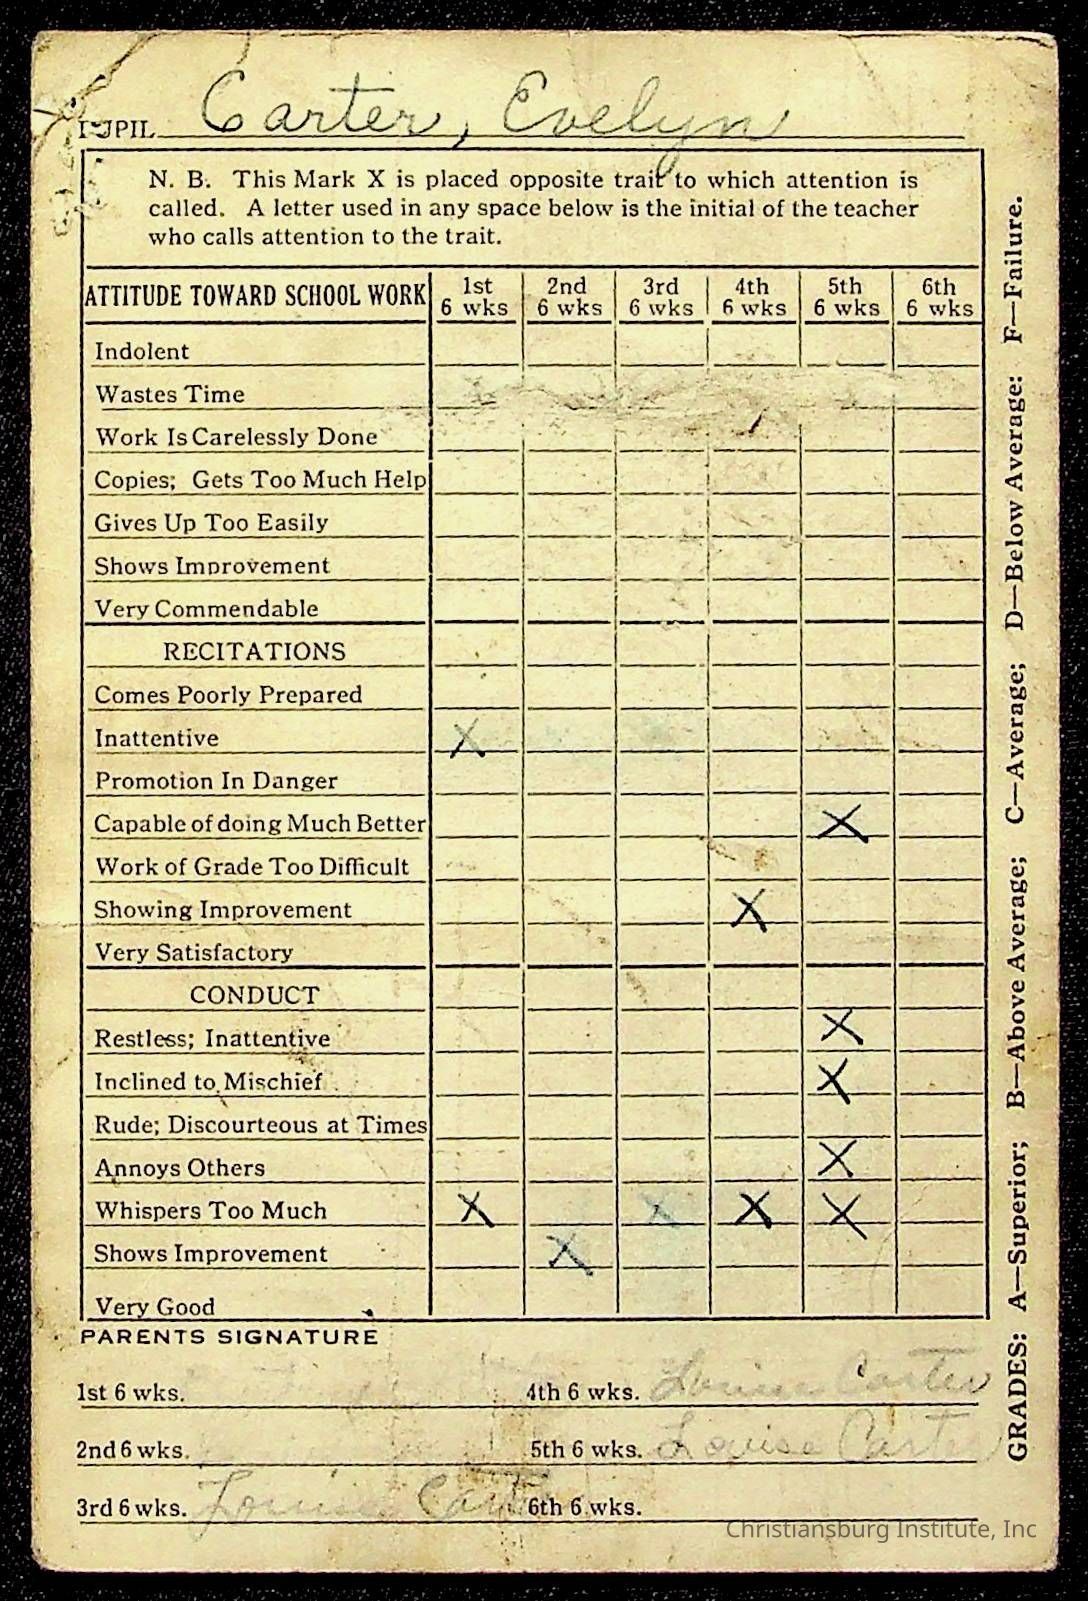 PUPIL Carter, Evelyn
N. B. This Mark X is placed opposite trait to which attention is
called. A letter used in any space below is the initial of the teacher
who calls attention to the trait.
ATTITUDE TOWARD SCHOOL WORK 1st 6 wks 2nd 6 wks 3rd 6 wks 4th 6 wks 5th 6 wks 6th 6 wks
Indolent
Wastes Time
Work Is Carelessly Done
Copies; Gets Too Much Help
Gives Up Too Easily
Shows Improvement
Very Commendable
RECITATIONS
Comes Poorly Prepared
Inattentive X
Promotion In Danger
Capable of doing Much Better X
Work of Grade Too Difficult
Showing Improvement X
Very Satisfactory
CONDUCT
Restless; Inattentive X
Inclined to Mischief X
Rude; Discourteous at Times
Annoys Others X
Whispers Too Much X X X X
Shows Improvement X
Very Good
PARENTS SIGNATURE
1st 6 wks. 4th 6 wks. Louise Carter
2nd 6 wks. 5th 6 wks. Louise Carter
3rd 6 wks. Louise Carter 6th 6 wks.
GRADES: A—Superior; B—Above Average; C—Average; D—Below Average: F—Failure.
Christiansburg Institute, Inc